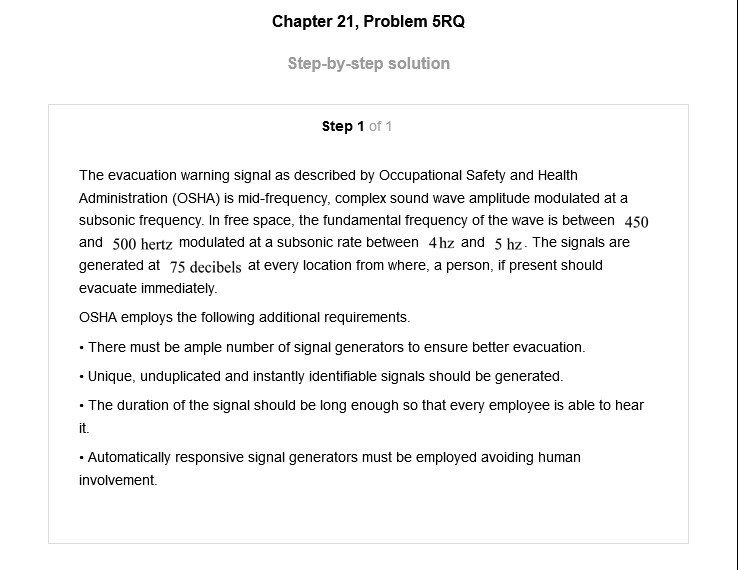 Chapter 21, Problem 5RQ
Step-by-step solution
Step 1 of 1
The evacuation warning signal as described by Occupational Safety and Health
Administration (OSHA) is mid-frequency, complex sound wave amplitude modulated at a
subsonic frequency. In free space, the fundamental frequency of the wave is between 450
and 500 hertz modulated at a subsonic rate between 4hz and 5 hz. The signals are
generated at 75 decibels at every location from where, a person, if present should
evacuate immediately.
OSHA employs the following additional requirements.
• There must be ample number of signal generators to ensure better evacuation.
• Unique, unduplicated and instantly identifiable signals should be generated.
• The duration of the signal should be long enough so that every employee is able to hear
it.
• Automatically responsive signal generators must be employed avoiding human
involvement.